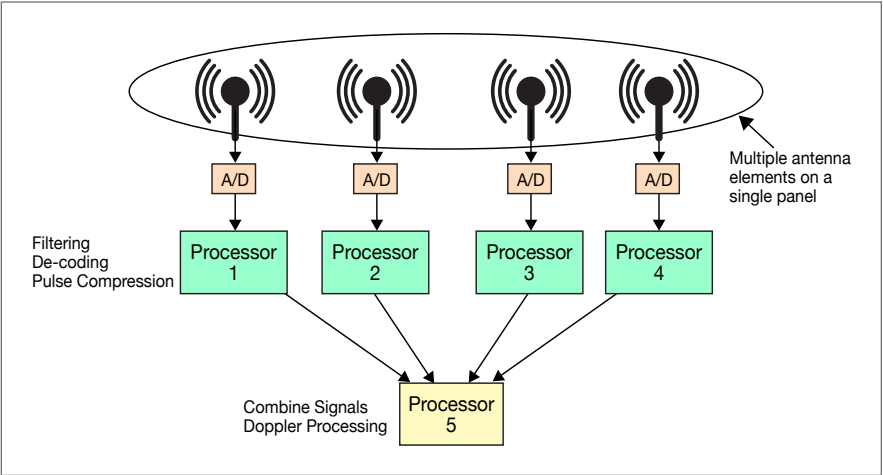 Multiple antenna
elements on a
single panel
A/D
A/D
A/D
A/D
Filtering
De-coding
Pulse Compression
Processor
1
Processor
2
Processor
3
Processor
4
Combine Signals
Doppler Processing
Processor
5